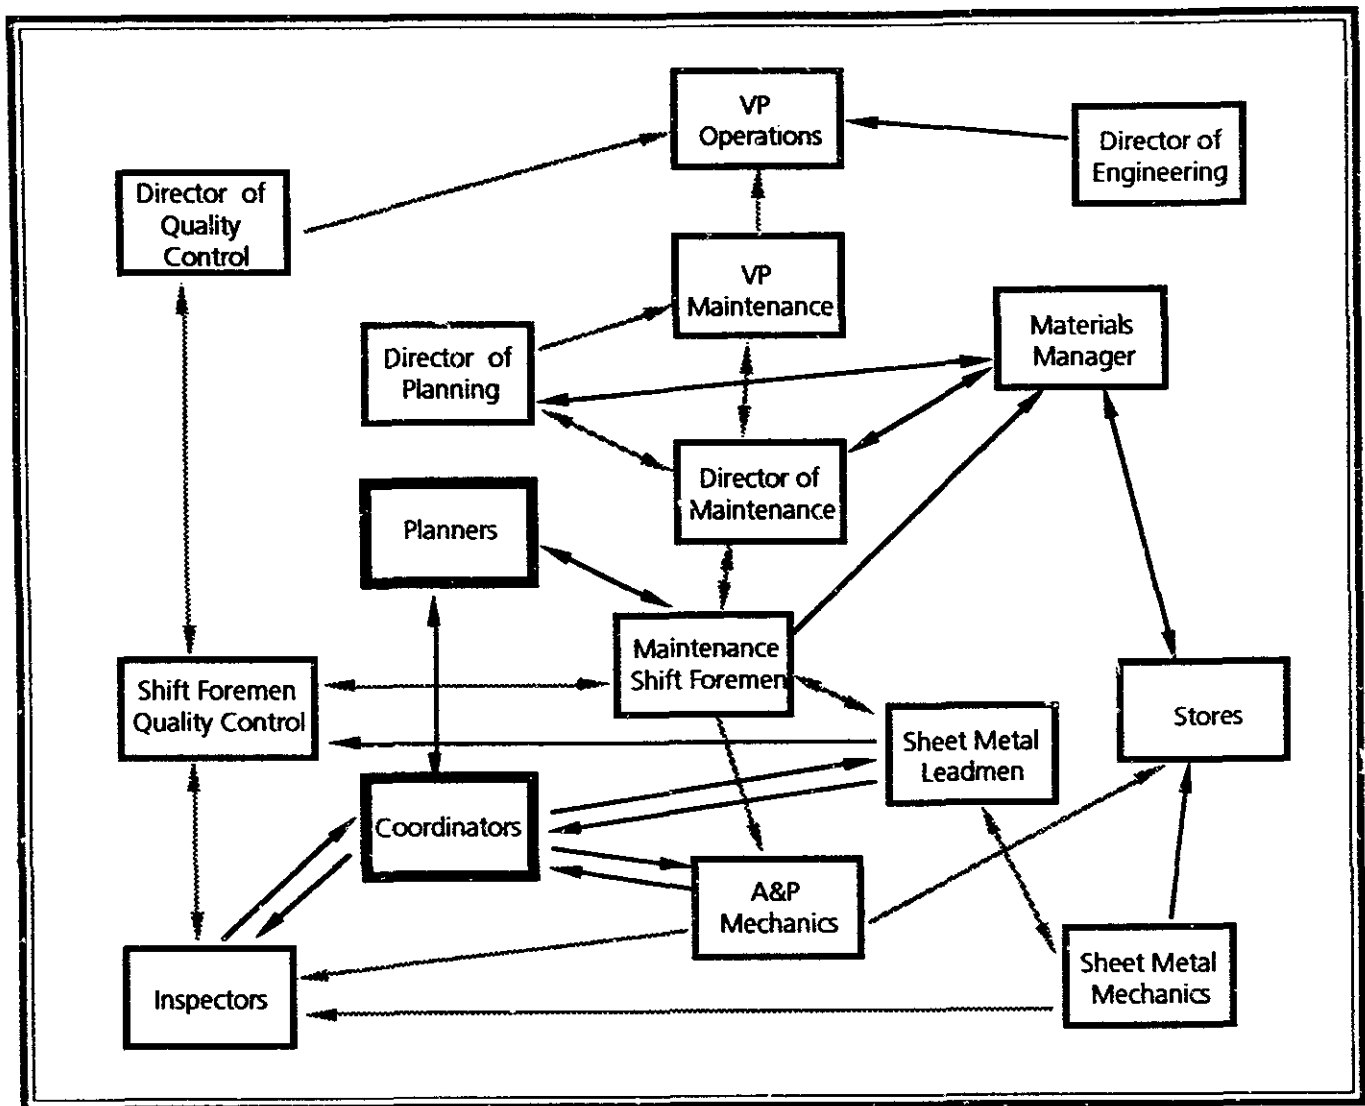 VP
Operations
Director of
Engineering
Director of
Quality
Control
VP
Maintenance
Materials
Manager
Director of
Planning
Director of
Maintenance
Planners
Maintenance
Shift Foremen
Shift Foremen
Quality Control
Stores
Sheet Metal
Leadmen
Coordinators
A&P
Mechanics
Sheet Metal
Mechanics
Inspectors